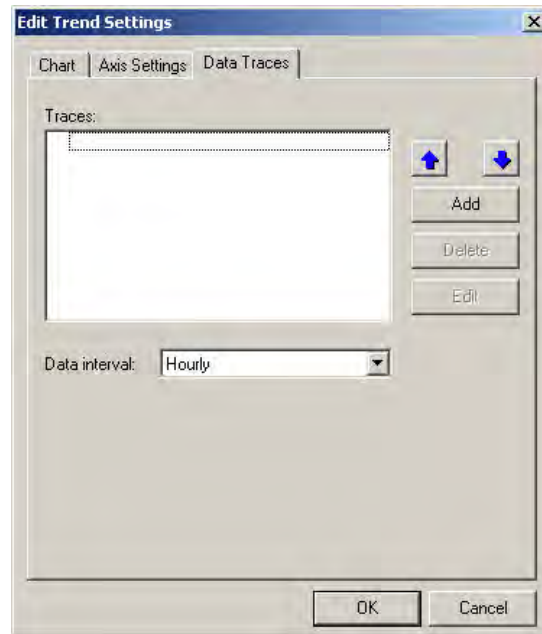 Edit Trend Settings
Chart Axis Settings Data Traces
Traces:
Add
Delete
Edit
Data interval: Hourly
OK Cancel